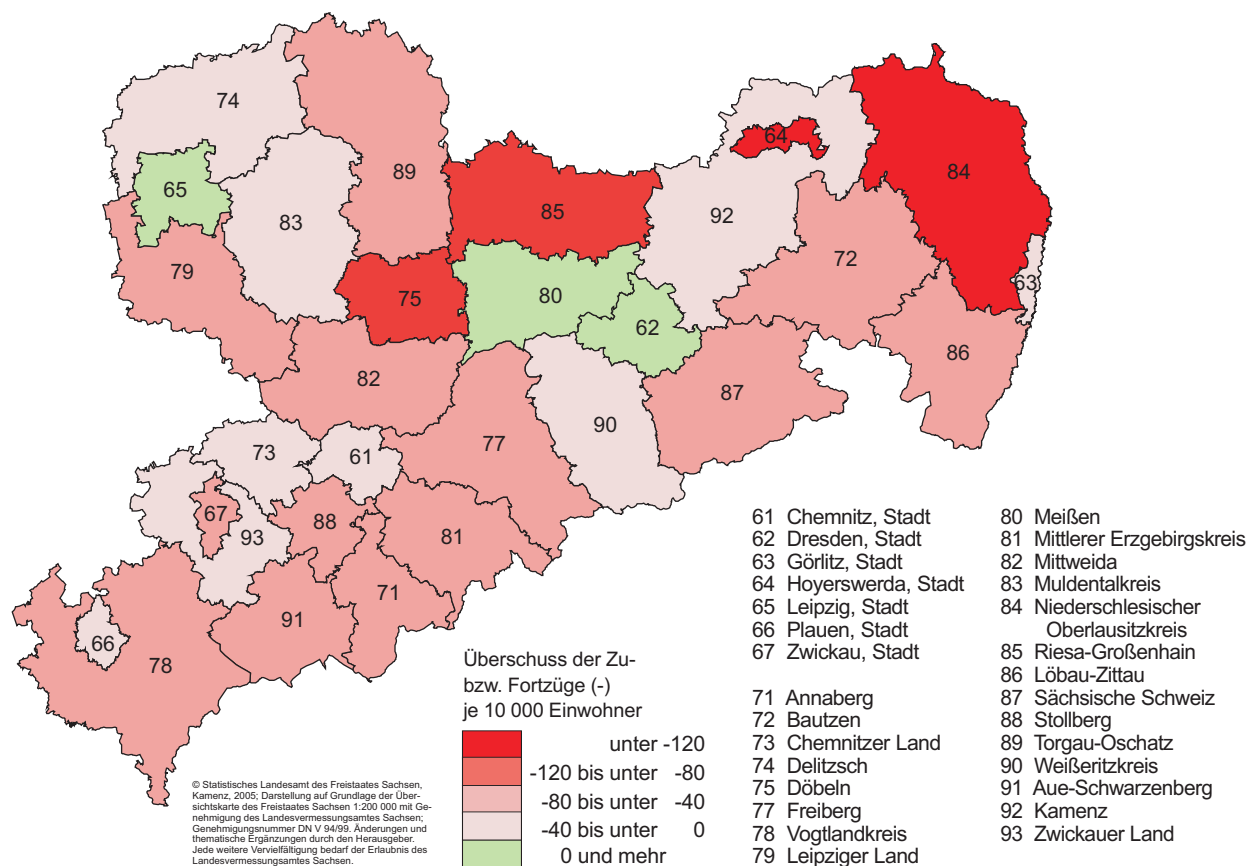 74
64
84
89
65
85
92
83
72
79
63
75
80
62
86
82
87
90
77
73
61
67
88
93
81
71
91
66
78
61 Chemnitz, Stadt
62 Dresden, Stadt
63 Görlitz, Stadt
64 Hoyerswerda, Stadt
65 Leipzig, Stadt
66 Plauen, Stadt
67 Zwickau, Stadt
71 Annaberg
72 Bautzen
73 Chemnitzer Land
74 Delitzsch
75 Döbeln
77 Freiberg
78 Vogtlandkreis
79 Leipziger Land
80 Meißen
81 Mittlerer Erzgebirgskreis
82 Mittweida
83 Muldentalkreis
84 Niederschlesischer
Oberlausitzkreis
85 Riesa-Großenhain
86 Löbau-Zittau
87 Sächsische Schweiz
88 Stollberg
89 Torgau-Oschatz
90 Weißeritzkreis
91 Aue-Schwarzenberg
92 Kamenz
93 Zwickauer Land
Überschuss der Zu-
bzw. Fortzüge (-)
je 10 000 Einwohner
unter -120
-120 bis unter -80
-80 bis unter -40
-40 bis unter 0
0 und mehr
© Statistisches Landesamt des Freistaates Sachsen,
Kamenz, 2005; Darstellung auf Grundlage der Über-
sichtskarte des Freistaates Sachsen 1:200 000 mit Ge-
nehmigung des Landesvermessungsamtes Sachsen;
Genehmigungsnummer DN V 94/99. Änderungen und
thematische Ergänzungen durch den Herausgeber.
Jede weitere Vervielfältigung bedarf der Erlaubnis des
Landesvermessungsamtes Sachsen.